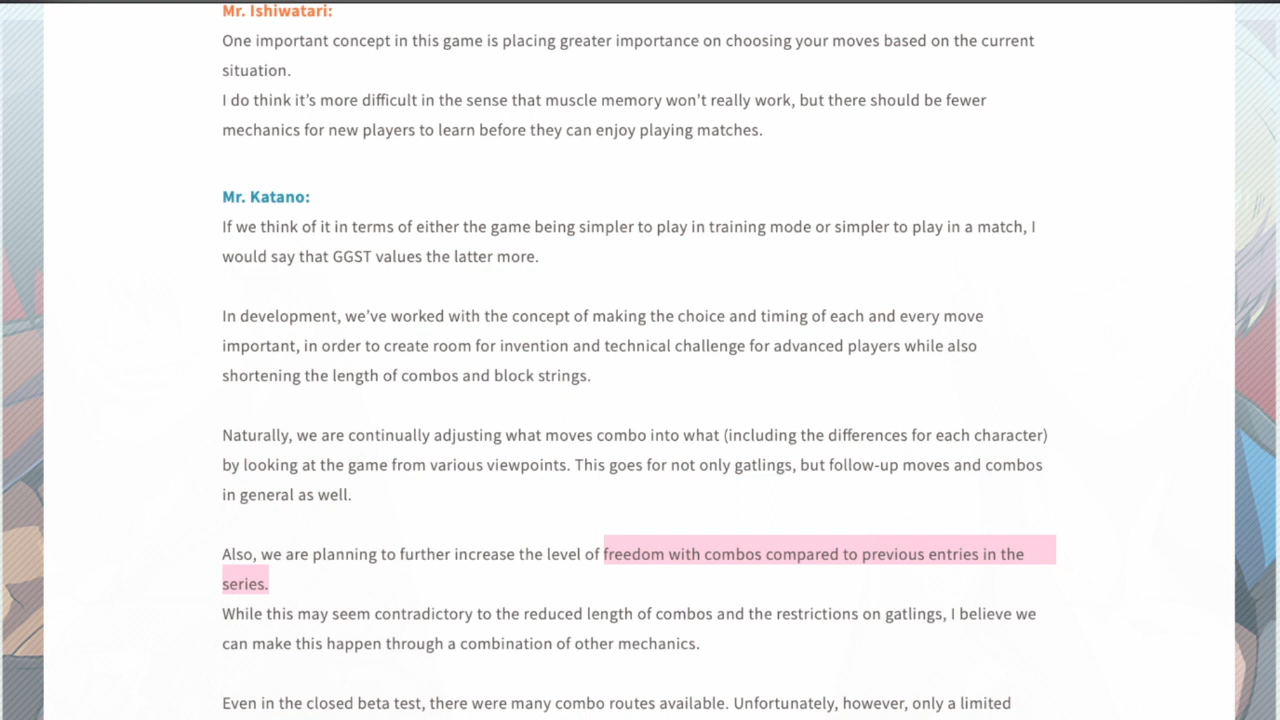 Mr. Ishiwatari:
One important concept in this game is placing greater importance on choosing your moves based on the current
situation.
I do think it’s more difficult in the sense that muscle memory won’t really work, but there should be fewer
mechanics for new players to learn before they can enjoy playing matches.
Mr. Katano:
If we think of it in terms of either the game being simpler to play in training mode or simpler to play in a match, I
would say that GGST values the latter more.
In development, we’ve worked with the concept of making the choice and timing of each and every move
important, in order to create room for invention and technical challenge for advanced players while also
shortening the length of combos and block strings.
Naturally, we are continually adjusting what moves combo into what (including the differences for each character)
by looking at the game from various viewpoints. This goes for not only gatlings, but follow-up moves and combos
in general as well.
Also, we are planning to further increase the level of freedom with combos compared to previous entries in the
series.
While this may seem contradictory to the reduced length of combos and the restrictions on gatlings, I believe we
can make this happen through a combination of other mechanics.
Even in the closed beta test, there were many combo routes available. Unfortunately, however, only a limited